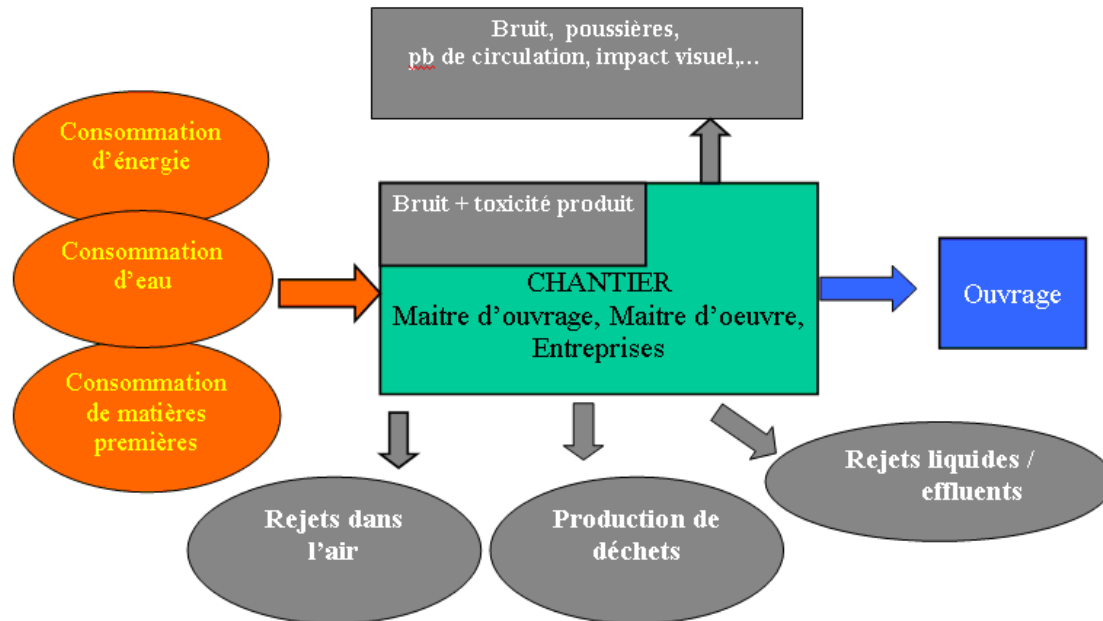 Bruit, poussières,
pb de circulation, impact visuel,...
Consommation
d'énergie
Consommation
d'eau
Consommation
de matières
premières
Bruit + toxicité produit
CHANTIER
Maitre d'ouvrage, Maitre d'oeuvre,
Entreprises
Ouvrage
Rejets dans
l'air
Production de
déchets
Rejets liquides /
effluents